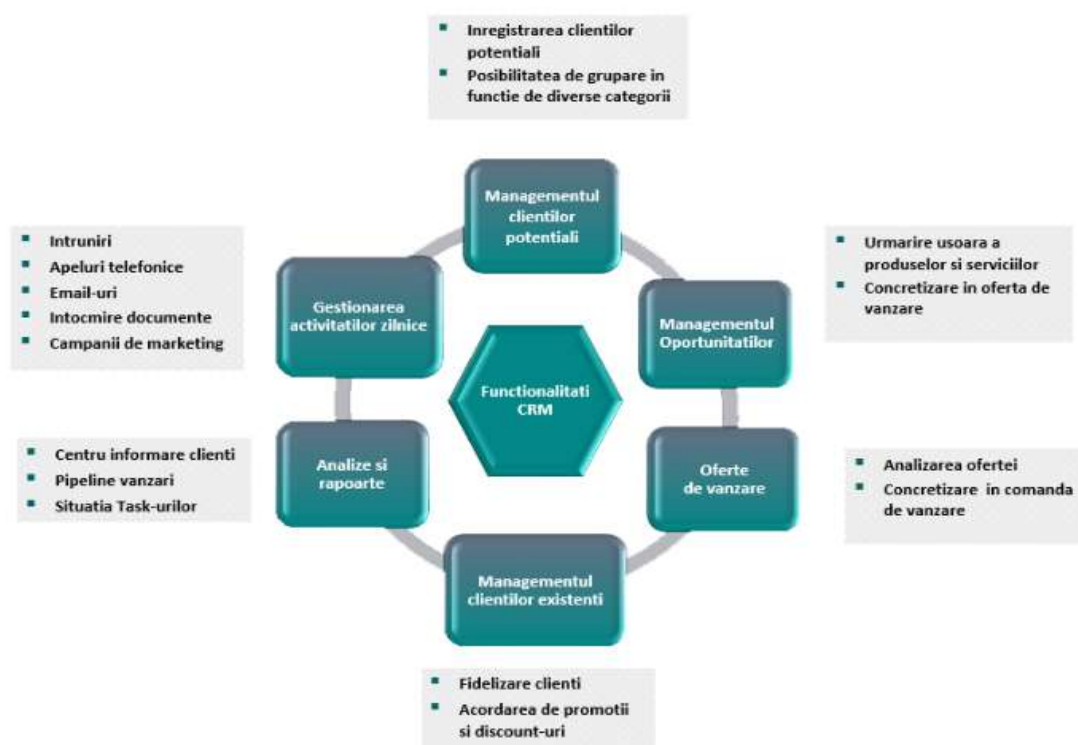 Inregistrarea clientilor
potentiali
Posibilitatea de grupare in
functie de diverse categorii
Managementul
clientilor
potentiali
Intruniri
Apeluri telefonice
Email-uri
Intocmire documente
Campanii de marketing
Urmarire usoara a
produselor si serviciilor
Concretizare in oferta de
vanzare
Gestionarea
activitatilor zilnice
Managementul
Oportunitatilor
Functionalitati
CRM
Centru informare clienti
Pipeline vanzari
Situatia Task-urilor
Analize si
rapoarte
Oferte
de vanzare
Analizarea ofertei
Concretizare in comanda
de vanzare
Managementul
clientilor existenti
Fidelizare clienti
Acordarea de promotii
si discount-uri